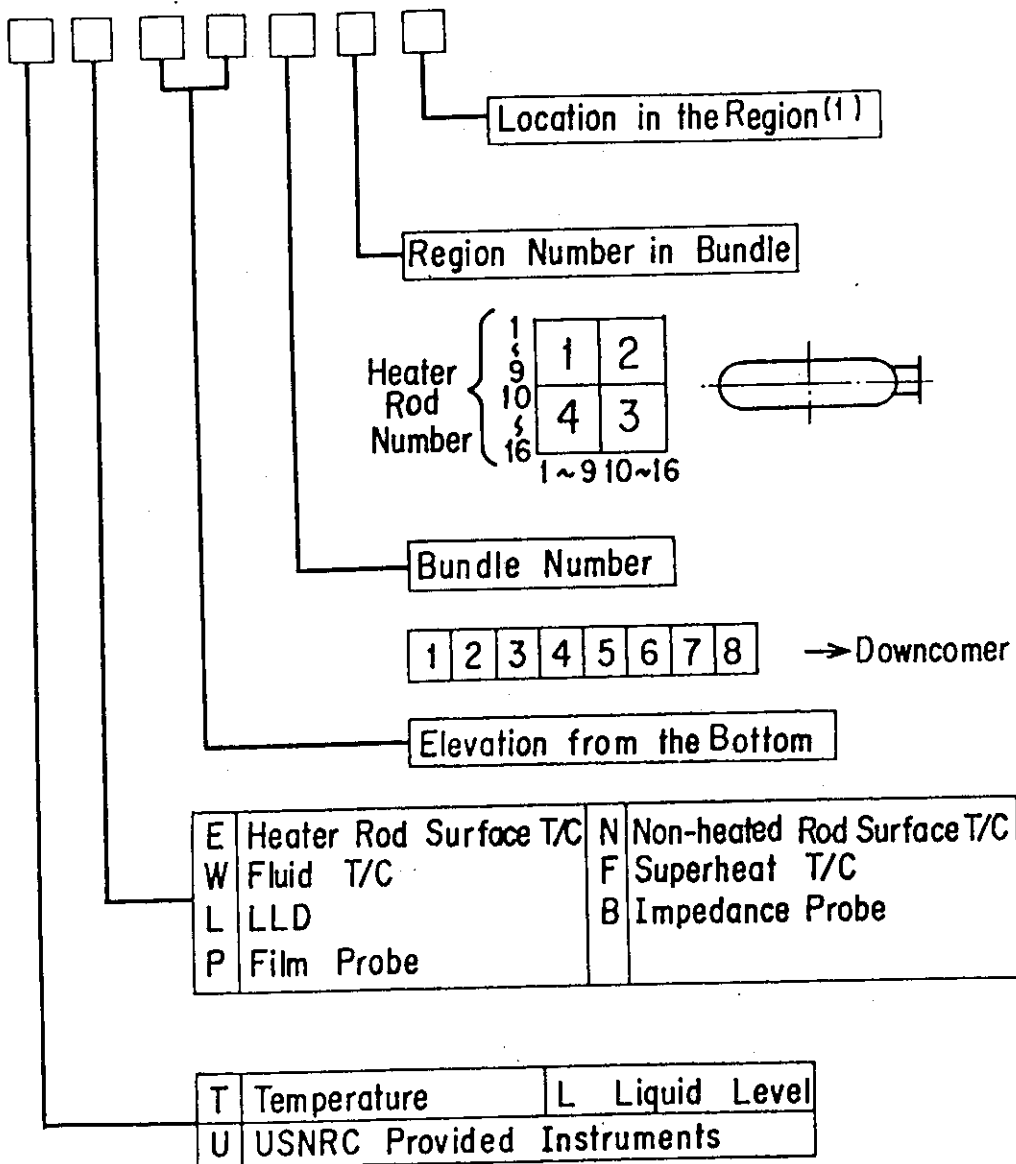 Location in the Region(1)
Region Number in Bundle
Heater Rod Number
1
~
9
10
~
16
1 2
4 3
1~9 10~16
Bundle Number
1 2 3 4 5 6 7 8 → Downcomer
Elevation from the Bottom
E Heater Rod Surface T/C N Non-heated Rod Surface T/C
W Fluid T/C F Superheat T/C
L LLD B Impedance Probe
P Film Probe
T Temperature L Liquid Level
U USNRC Provided Instruments